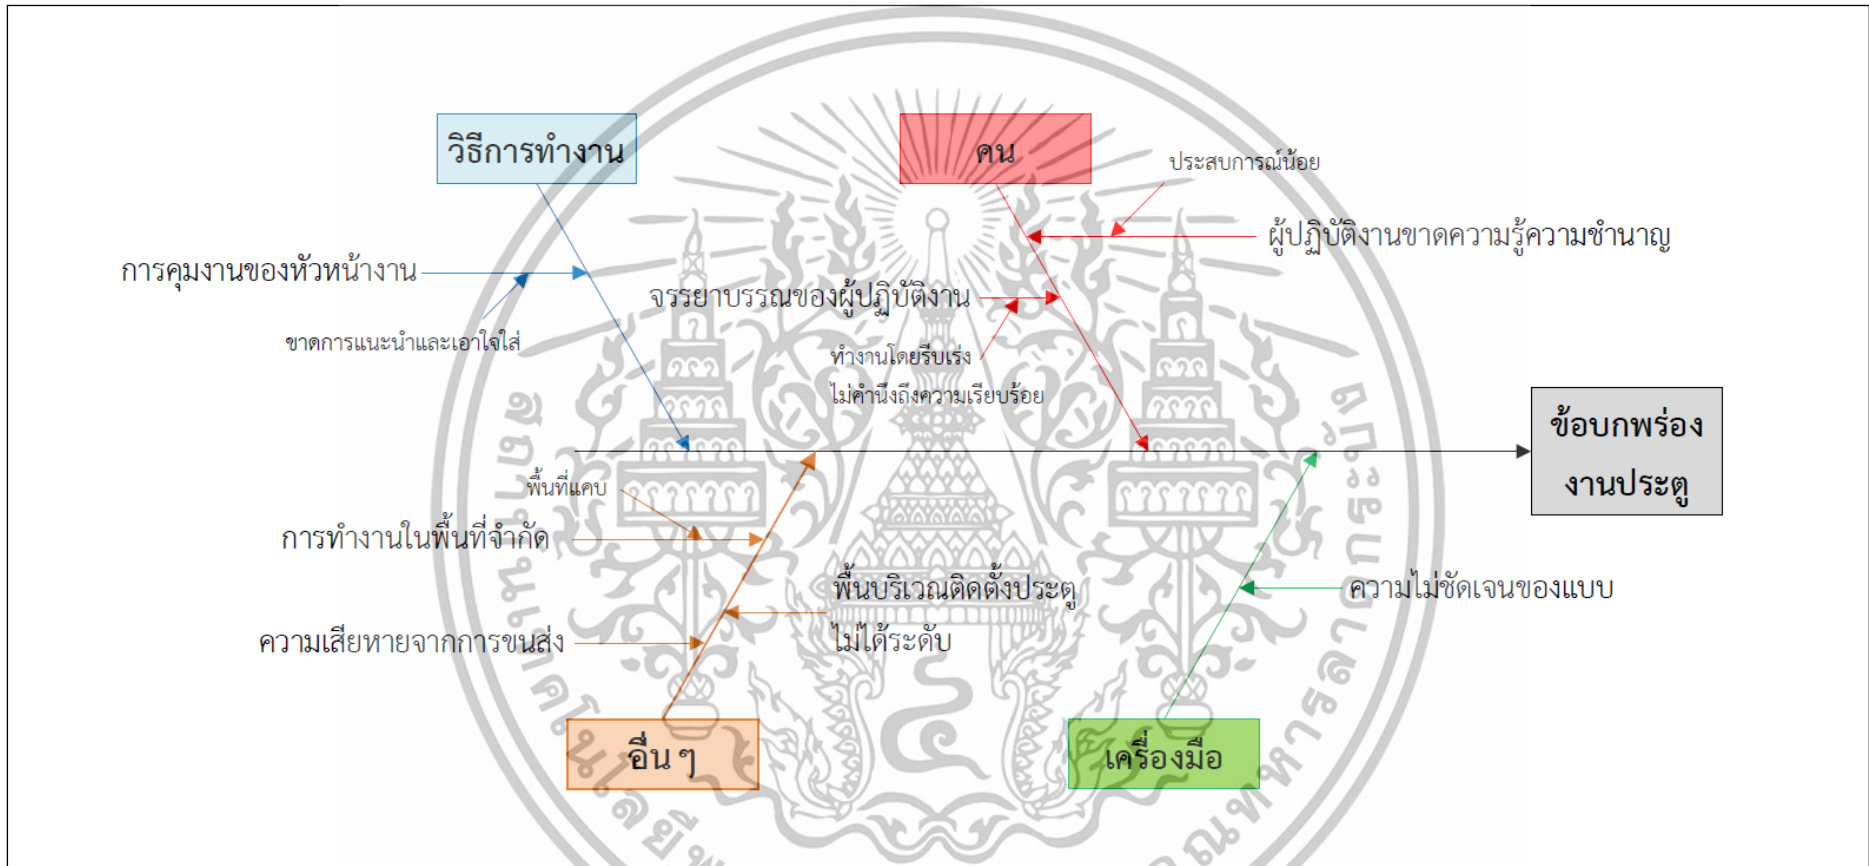 วิธีการทำงาน
คน
ประสบการณ์น้อย
ผู้ปฏิบัติงานขาดความรู้ความชำนาญ
การคุมงานของหัวหน้างาน
จรรยาบรรณของผู้ปฏิบัติงาน
ขาดการแนะนำและเอาใจใส่
ทำงานโดยรีบเร่ง
ไม่คำนึงถึงความเรียบร้อย
ข้อบกพร่อง
งานประตู
พื้นที่แคบ
การทำงานในพื้นที่จำกัด
พื้นบริเวณติดตั้งประตู
ไม่ได้ระดับ
ความไม่ชัดเจนของแบบ
ความเสียหายจากการขนส่ง
อื่น ๆ
เครื่องมือ